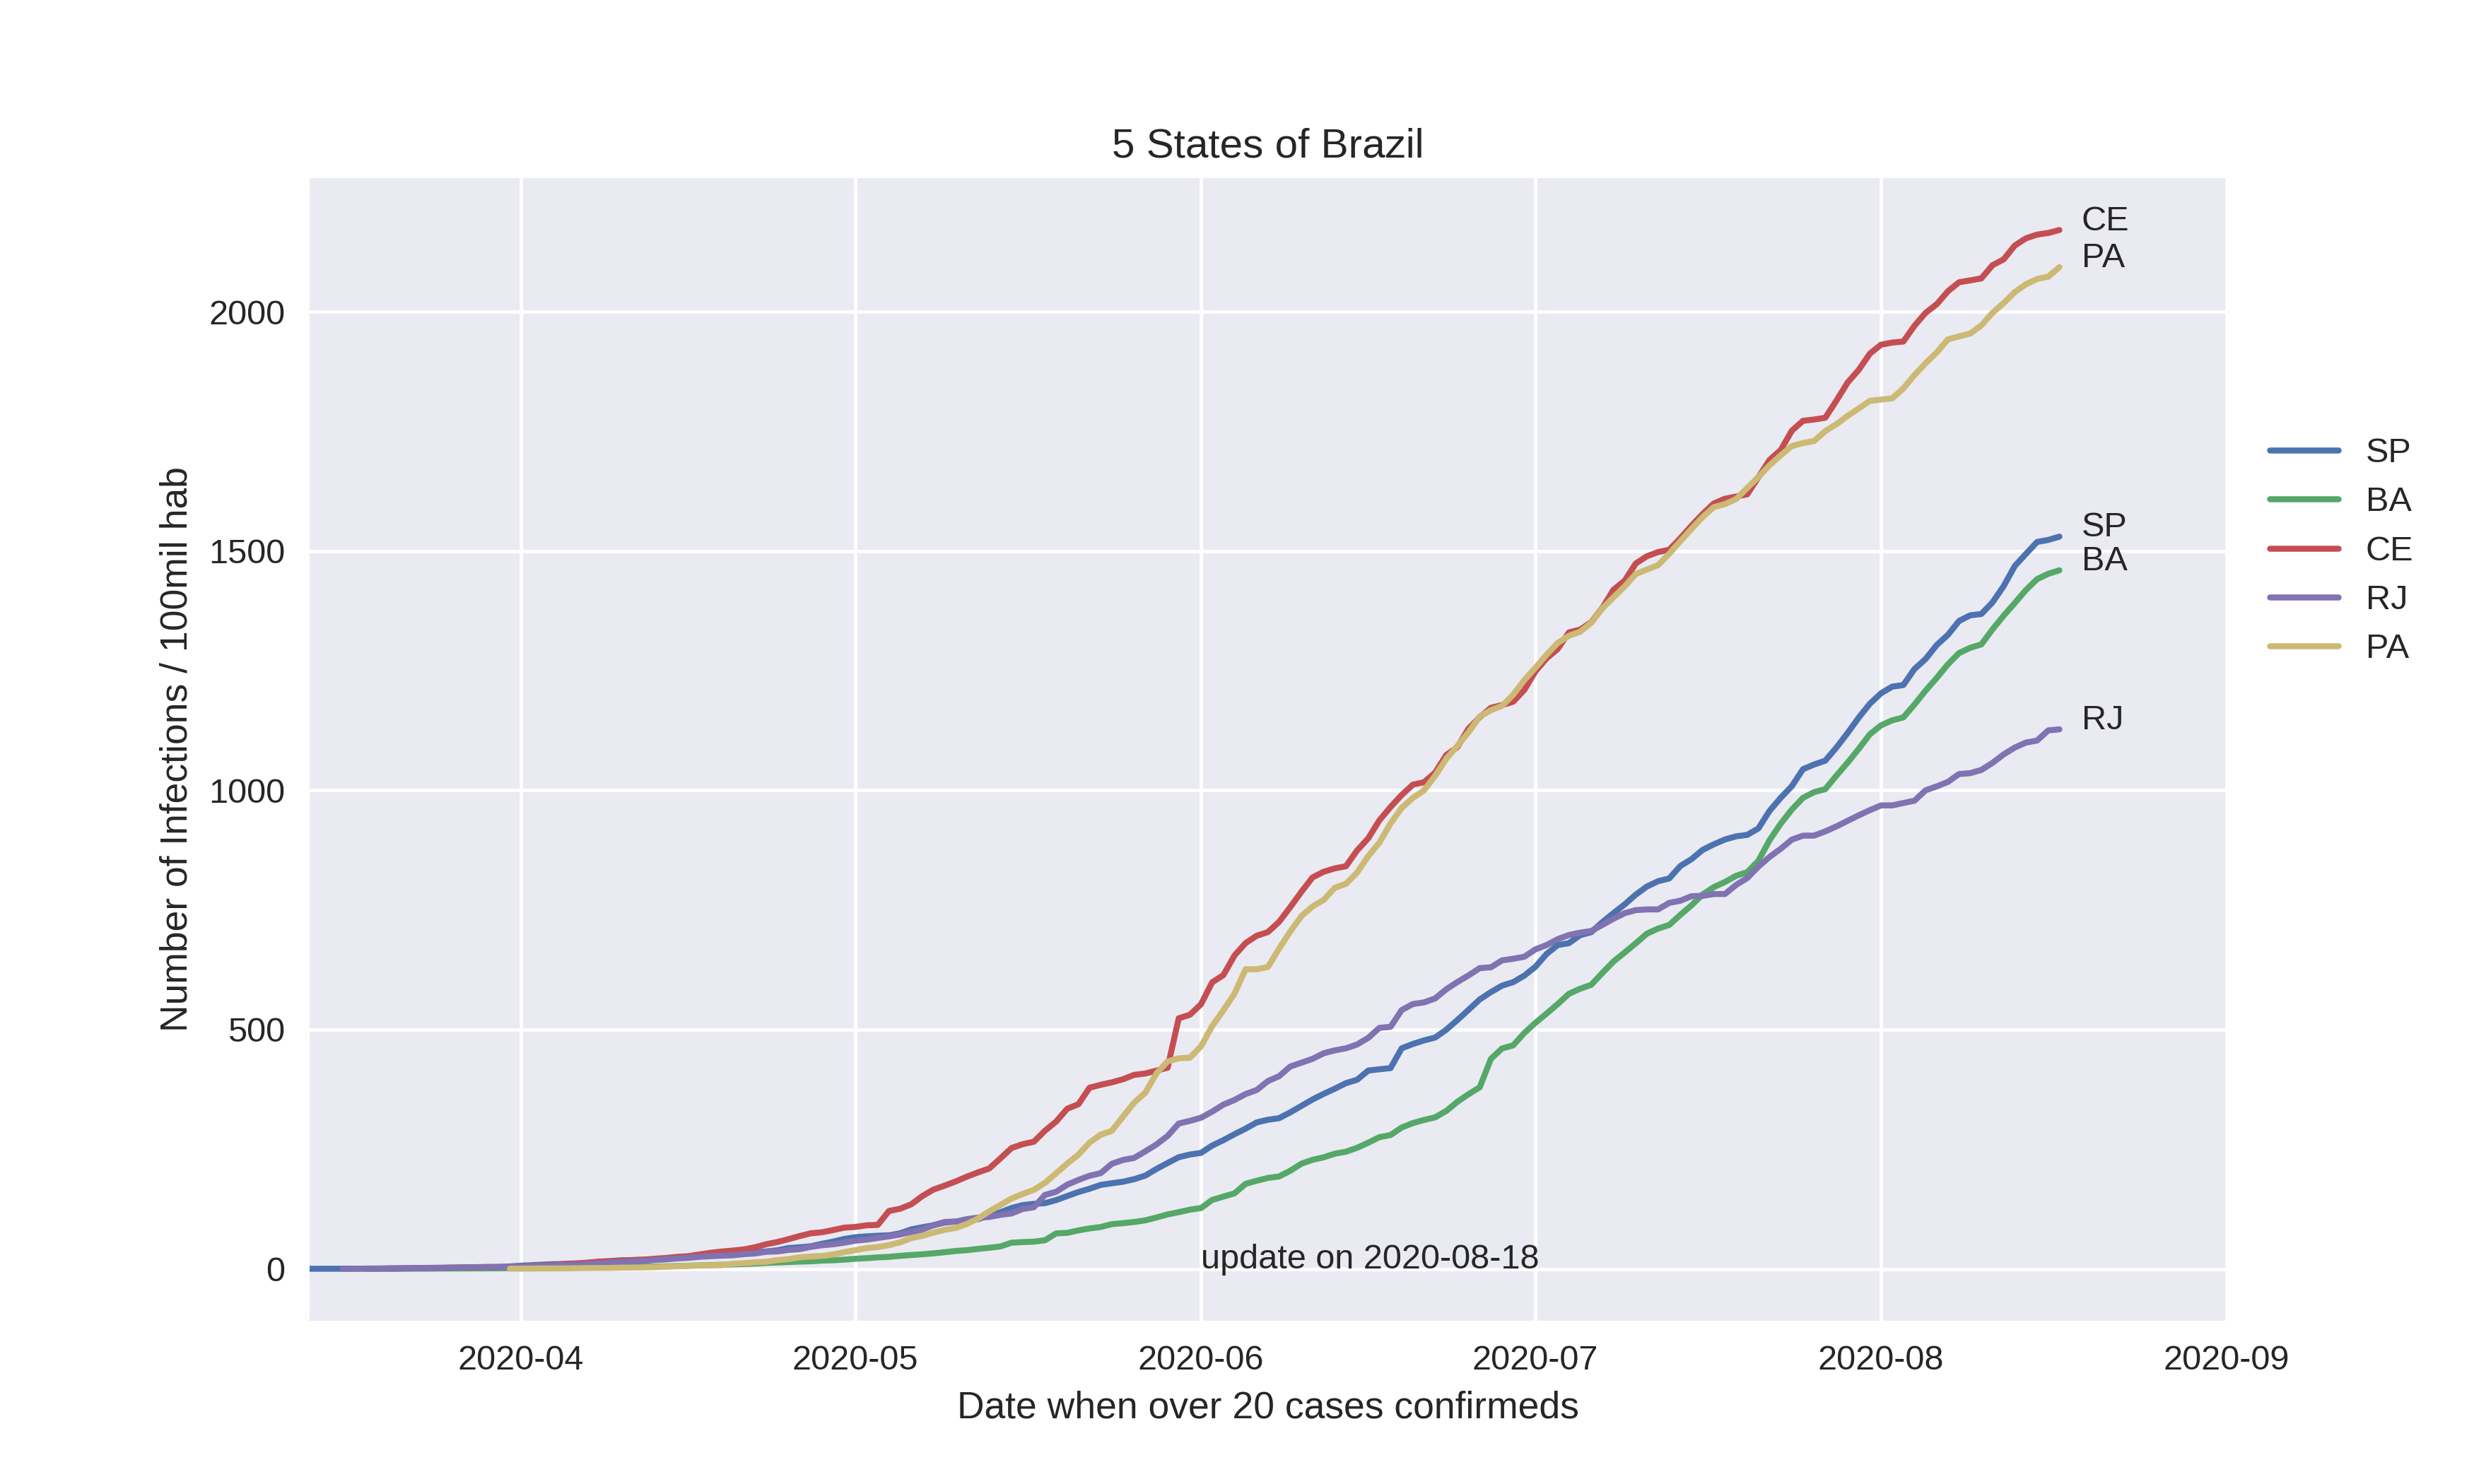 5 States of Brazil
CE
PA
SP
BA
RJ
2000
1500
1000
500
0
Number of Infections / 100mil hab
update on 2020-08-18
2020-04
2020-05
2020-06
2020-07
2020-08
2020-09
Date when over 20 cases confirmeds
SP
BA
CE
RJ
PA